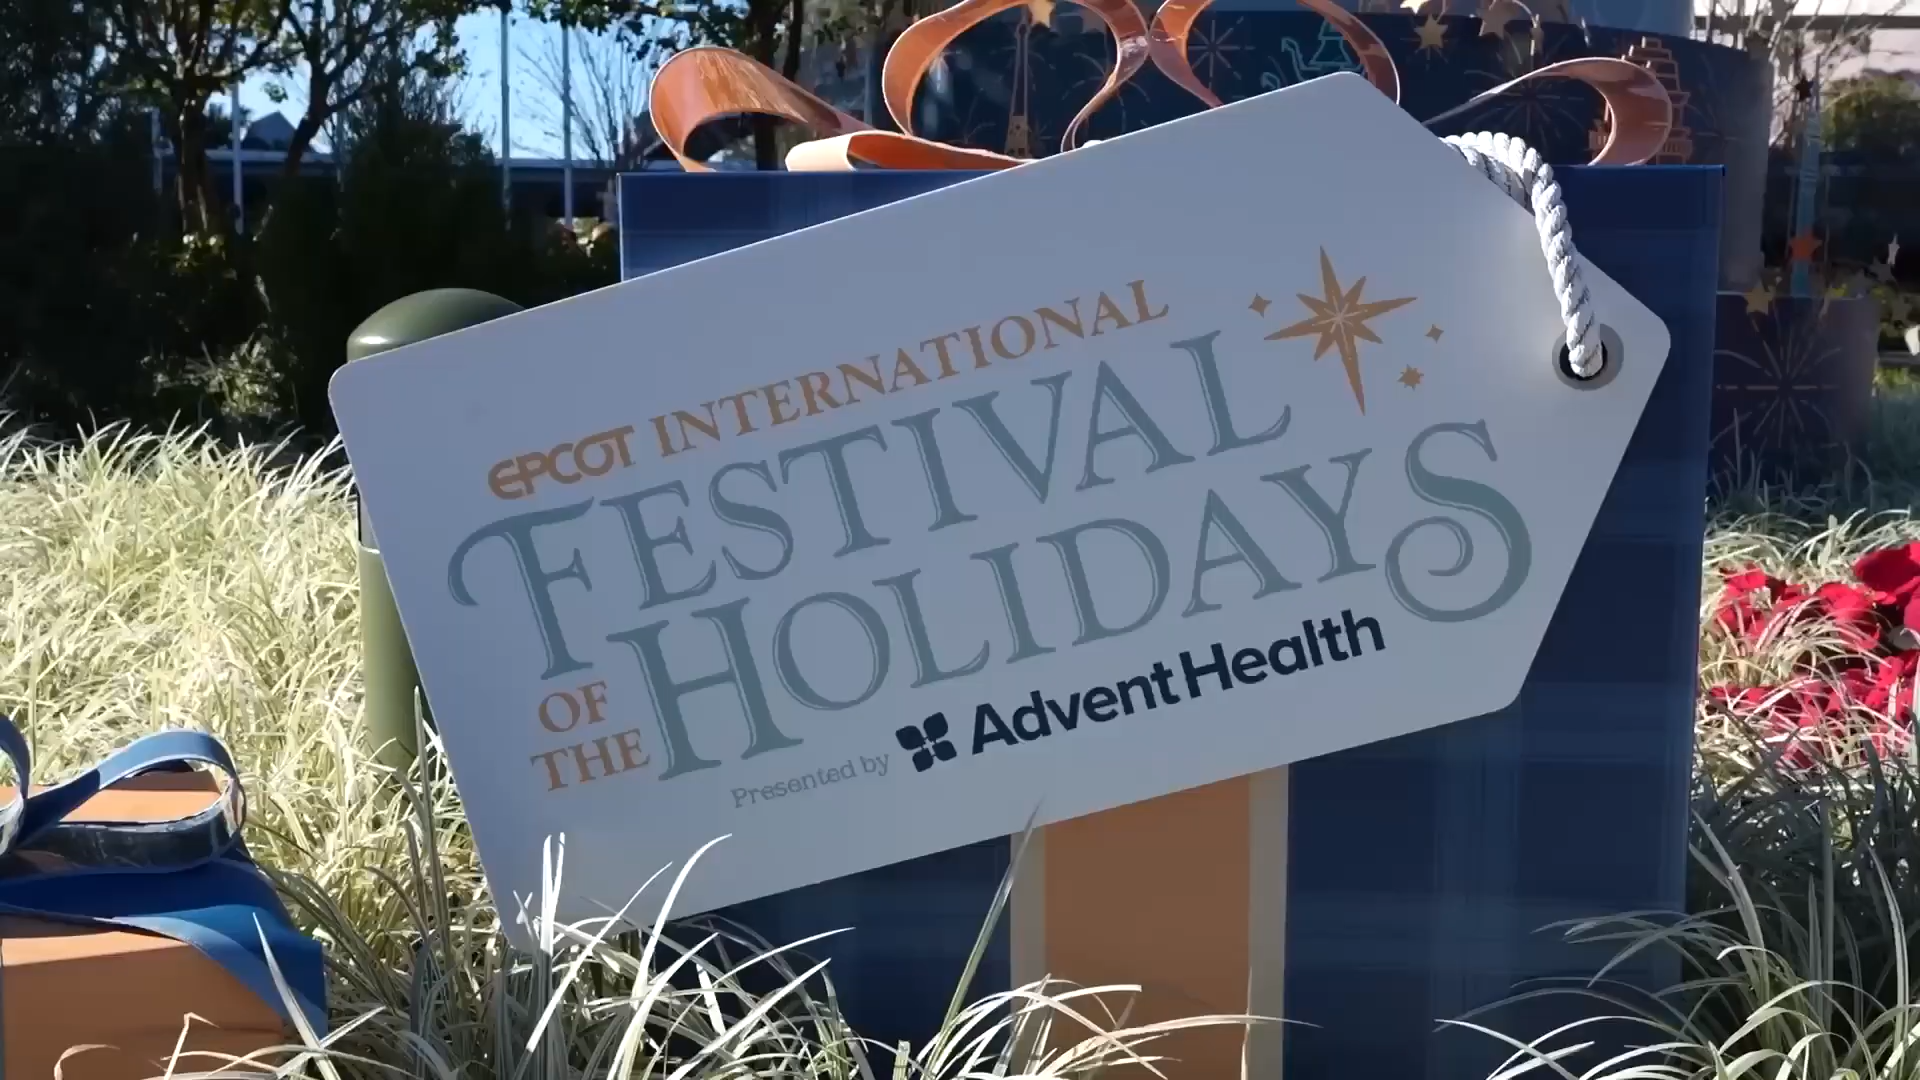 EPCOT INTERNATIONAL
FESTIVAL
OF THE HOLIDAYS
Presented by AdventHealth